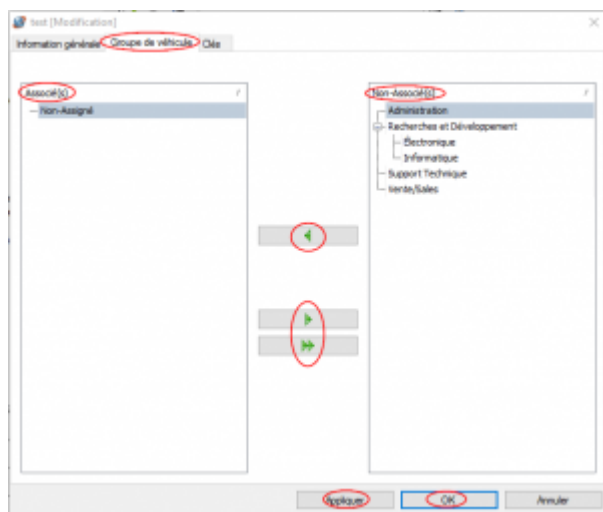 test [Modification]
Information générale Groupe de véhicule Clés
Associé(s)
Non-Assigné
Non-Associé(s)
Administration
Recherches et Développement
Électronique
Informatique
Support Technique
Vente/Sales
Appliquer OK Annuler